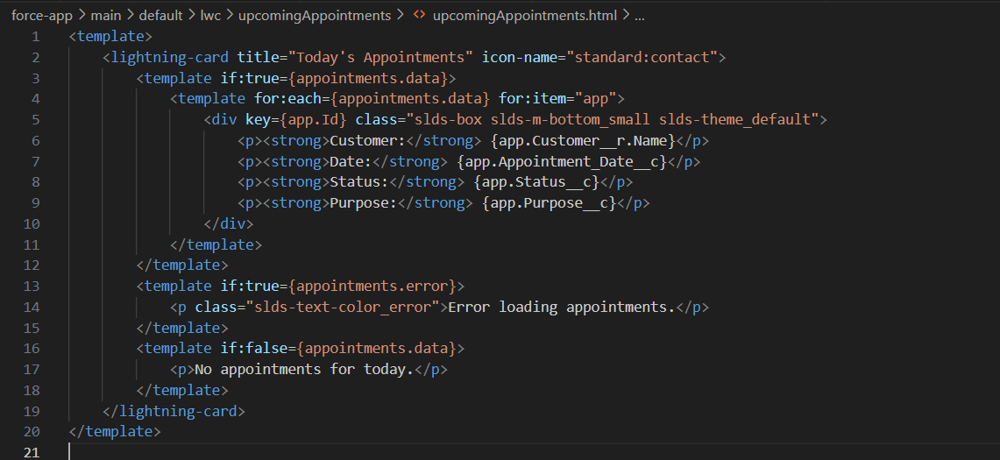 force-app > main > default > lwc > upcomingAppointments > <> upcomingAppointments.html > ...
1 <template>
2 <lightning-card title="Today's Appointments" icon-name="standard:contact">
3 <template if:true={appointments.data}>
4 <template for:each={appointments.data} for:item="app">
5 <div key={app.Id} class="slds-box slds-m-bottom_small slds-theme_default">
6 <p><strong>Customer:</strong> {app.Customer__r.Name}</p>
7 <p><strong>Date:</strong> {app.Appointment_Date__c}</p>
8 <p><strong>Status:</strong> {app.Status__c}</p>
9 <p><strong>Purpose:</strong> {app.Purpose__c}</p>
10 </div>
11 </template>
12 </template>
13 <template if:true={appointments.error}>
14 <p class="slds-text-color_error">Error loading appointments.</p>
15 </template>
16 <template if:false={appointments.data}>
17 <p>No appointments for today.</p>
18 </template>
19 </lightning-card>
20 </template>
21